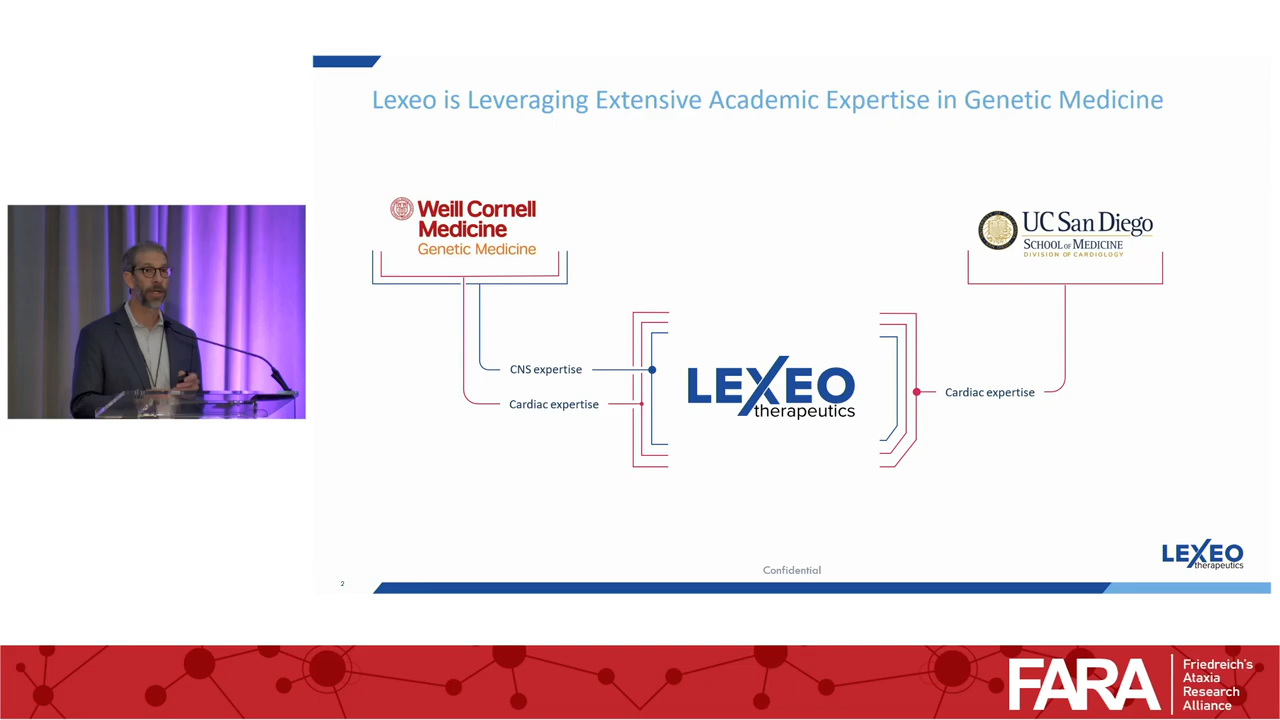 Lexeo is Leveraging Extensive Academic Expertise in Genetic Medicine
Weill Cornell
Medicine
Genetic Medicine
UC San Diego
SCHOOL OF MEDICINE
DIVISION OF CARDIOLOGY
CNS expertise
Cardiac expertise
LEXEO
therapeutics
Cardiac expertise
Confidential
LEXEO
therapeutics
2
FARA
Friedreich's
Ataxia
Research
Alliance